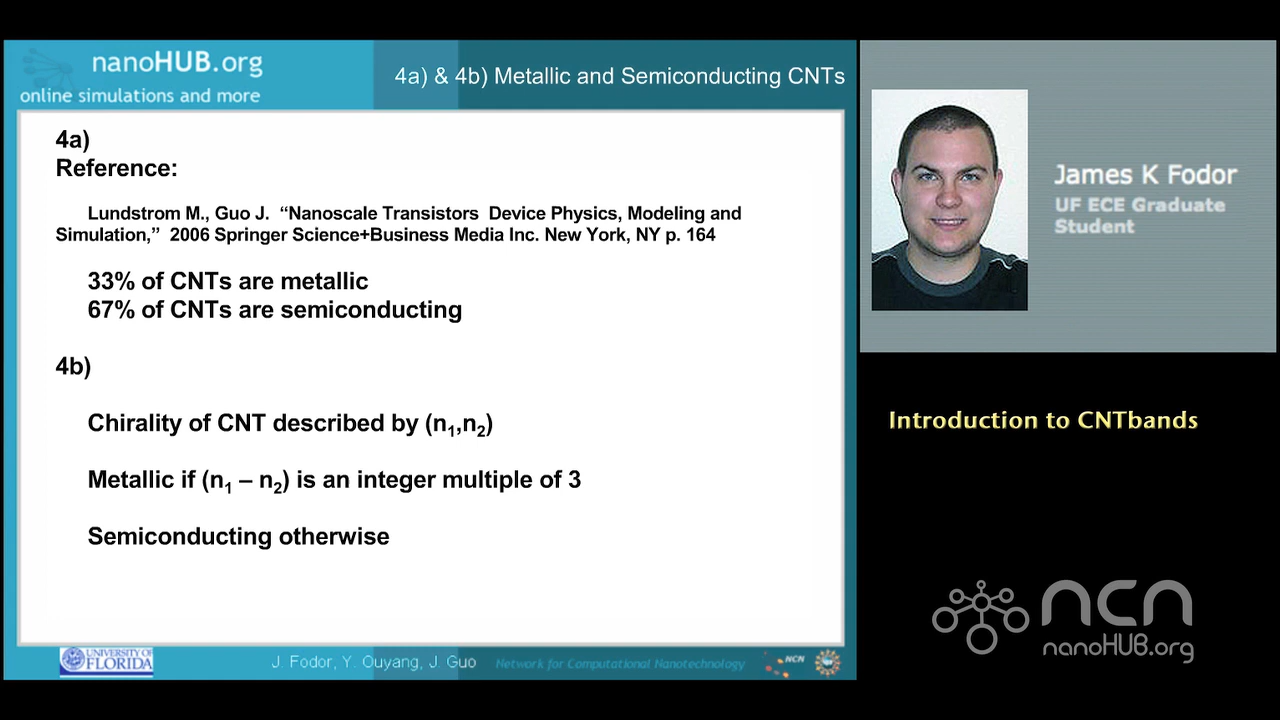 nanoHUB.org
online simulations and more
4a) & 4b) Metallic and Semiconducting CNTs
4a)
Reference:
Lundstrom M., Guo J. “Nanoscale Transistors Device Physics, Modeling and
Simulation,” 2006 Springer Science+Business Media Inc. New York, NY p. 164
33% of CNTs are metallic
67% of CNTs are semiconducting
4b)
Chirality of CNT described by (n1,n2)
Metallic if (n1 – n2) is an integer multiple of 3
Semiconducting otherwise
UNIVERSITY OF
FLORIDA
J. Fodor, Y. Ouyang, J. Guo
Network for Computational Nanotechnology
NCN
James K Fodor
UF ECE Graduate
Student
Introduction to CNTbands
ncn
nanoHUB.org